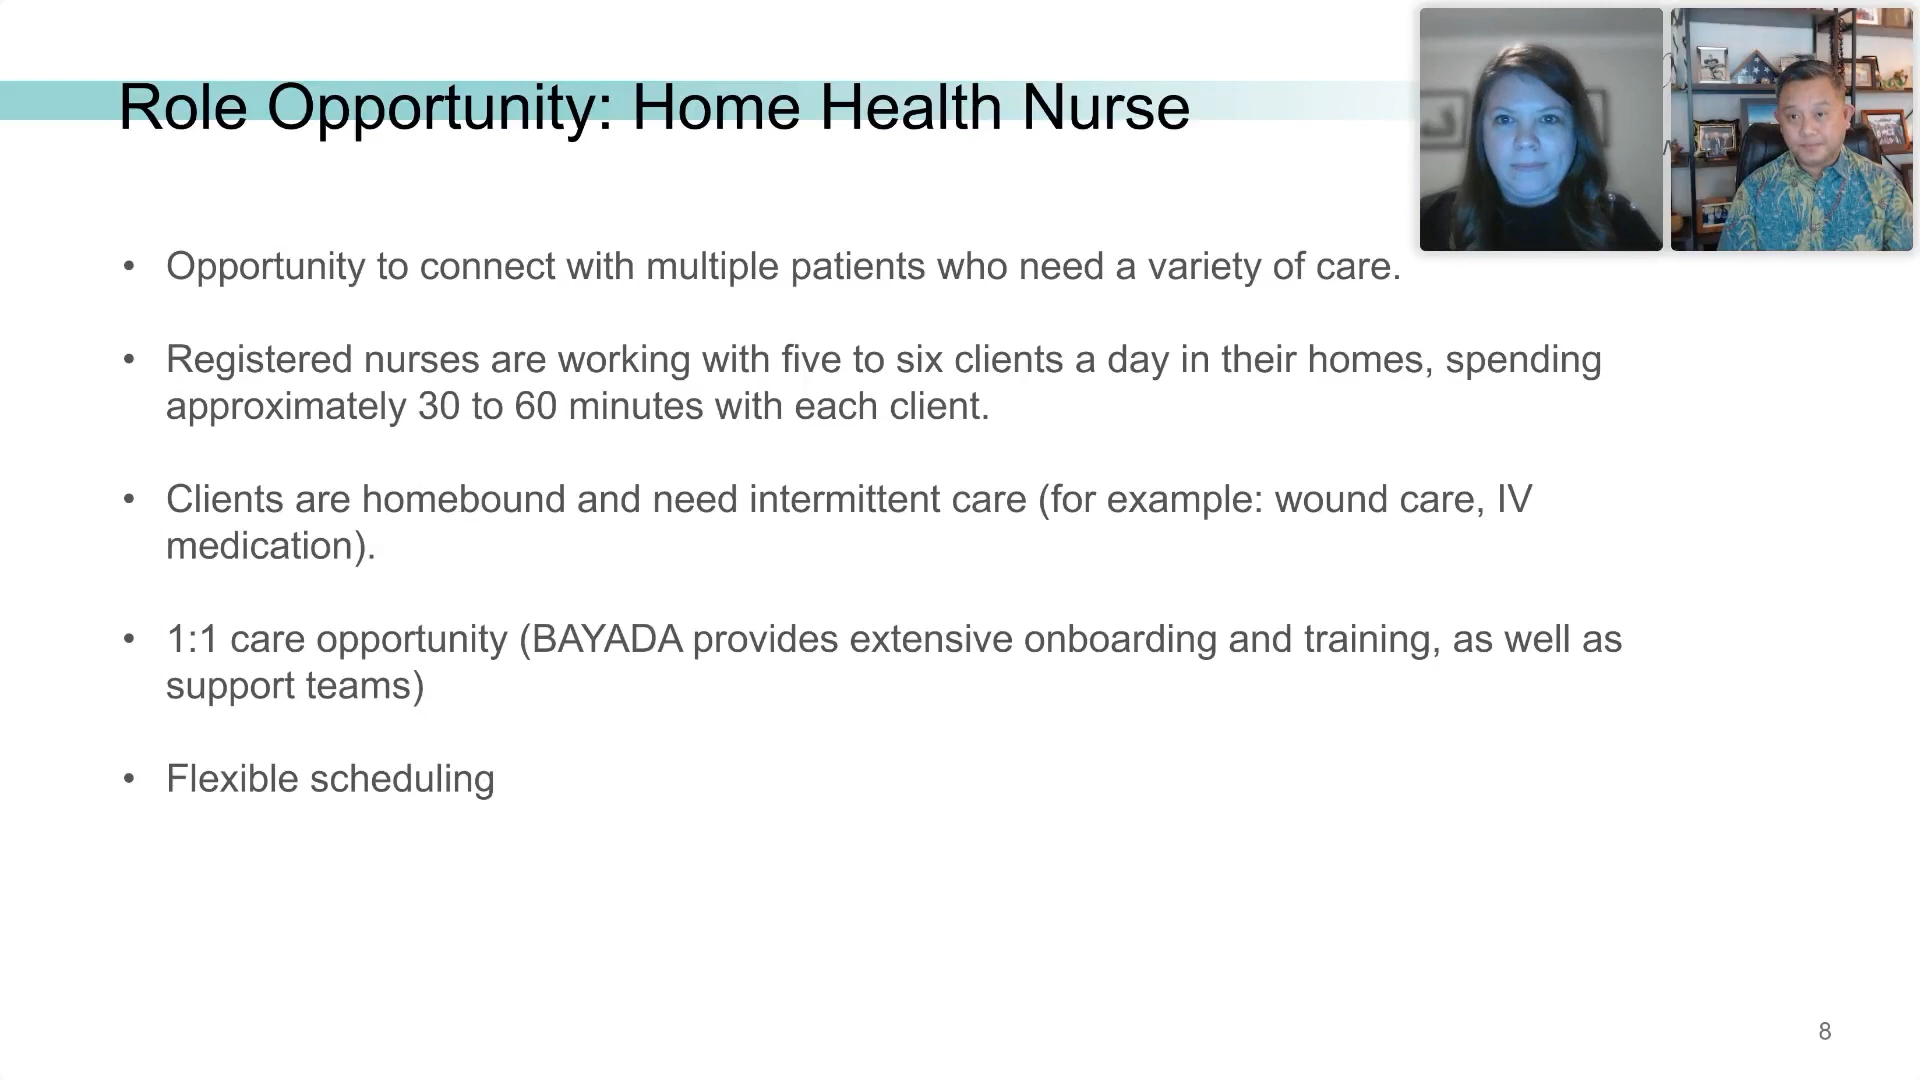 Role Opportunity: Home Health Nurse
• Opportunity to connect with multiple patients who need a variety of care.
• Registered nurses are working with five to six clients a day in their homes, spending
approximately 30 to 60 minutes with each client.
• Clients are homebound and need intermittent care (for example: wound care, IV
medication).
• 1:1 care opportunity (BAYADA provides extensive onboarding and training, as well as
support teams)
• Flexible scheduling
8